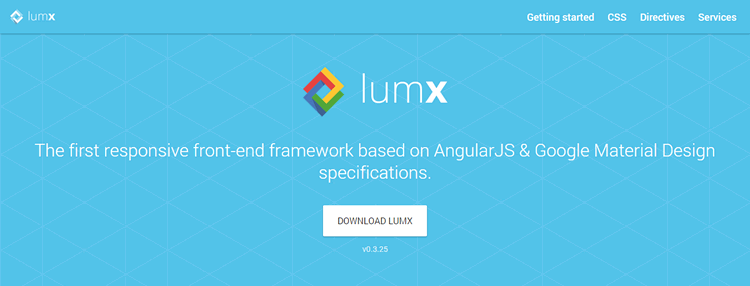 lumx
Getting started CSS Directives Services
lumx
The first responsive front-end framework based on AngularJS & Google Material Design
specifications.
DOWNLOAD LUMX
v0.3.25